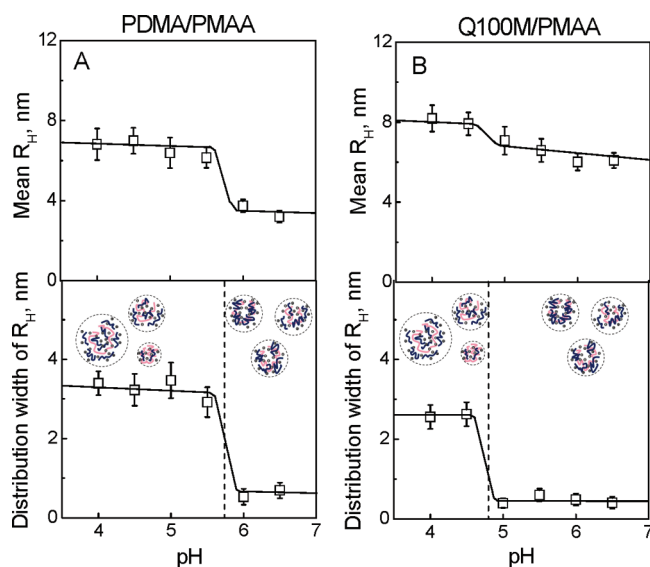 PDMA/PMAA
Q100M/PMAA
A
Mean R_H, nm
12
8
4
0
B
Mean R_H, nm
12
8
4
0
Distribution width of R_H, nm
4
2
0
4 5 6 7
pH
Distribution width of R_H, nm
4
2
0
4 5 6 7
pH